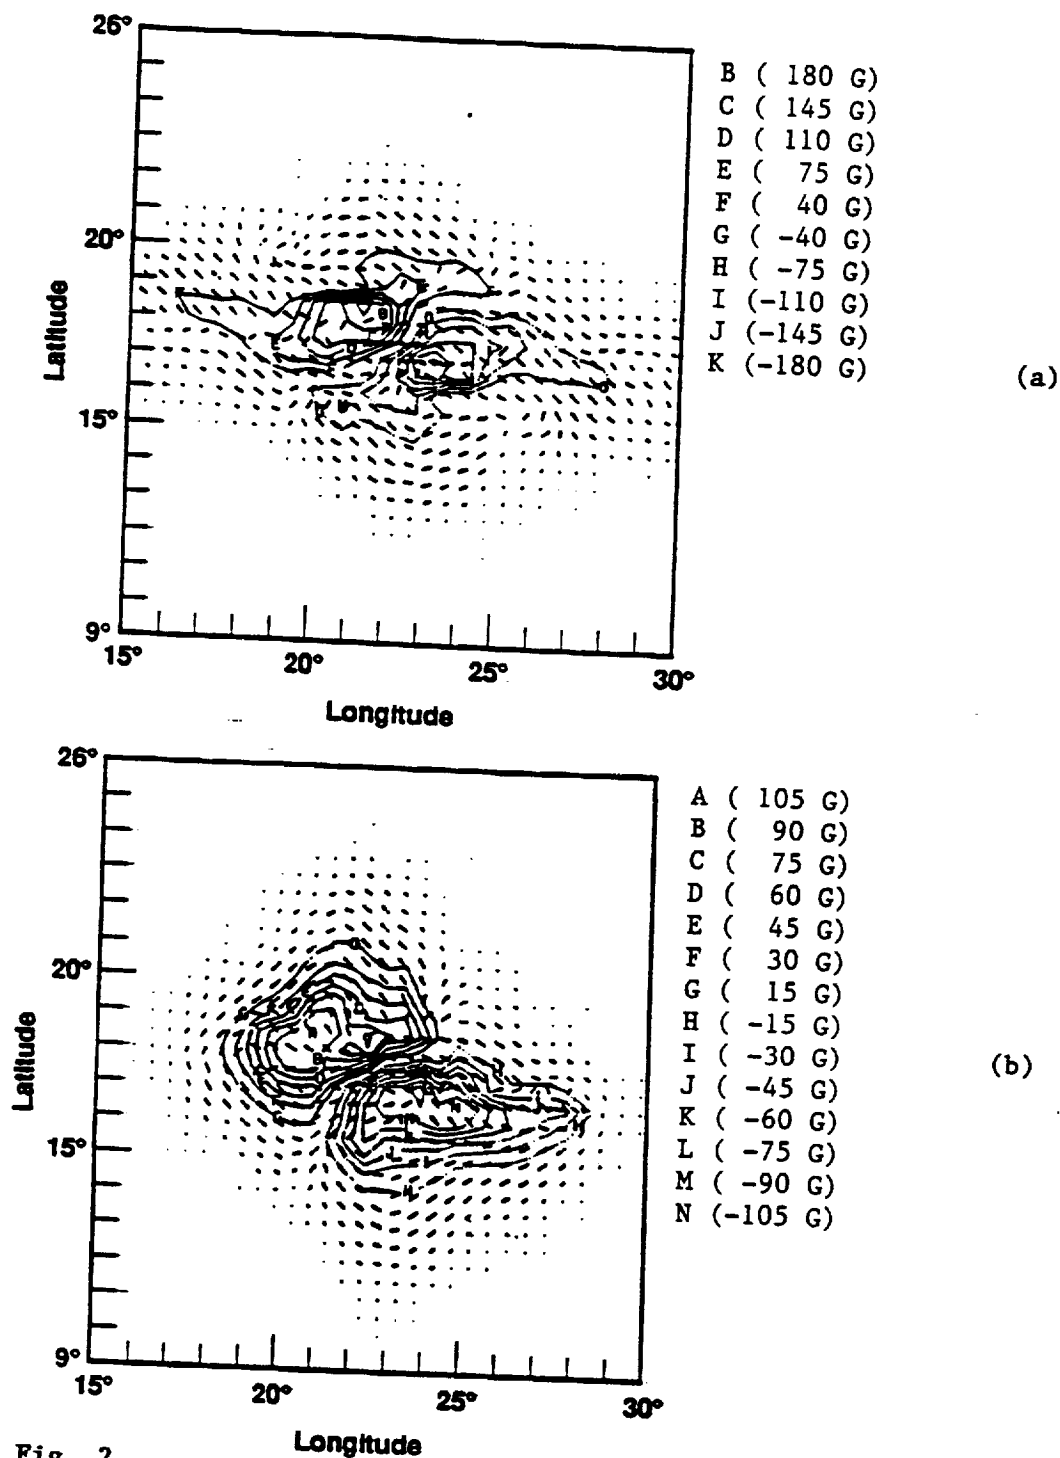 26°
20°
15°
9°
Latitude
15°
20°
25°
30°
Longitude
B ( 180 G)
C ( 145 G)
D ( 110 G)
E ( 75 G)
F ( 40 G)
G ( -40 G)
H ( -75 G)
I (-110 G)
J (-145 G)
K (-180 G)
(a)
26°
20°
15°
9°
Latitude
15°
20°
25°
30°
Longitude
A ( 105 G)
B ( 90 G)
C ( 75 G)
D ( 60 G)
E ( 45 G)
F ( 30 G)
G ( 15 G)
H ( -15 G)
I ( -30 G)
J ( -45 G)
K ( -60 G)
L ( -75 G)
M ( -90 G)
N (-105 G)
(b)
Fig. 2